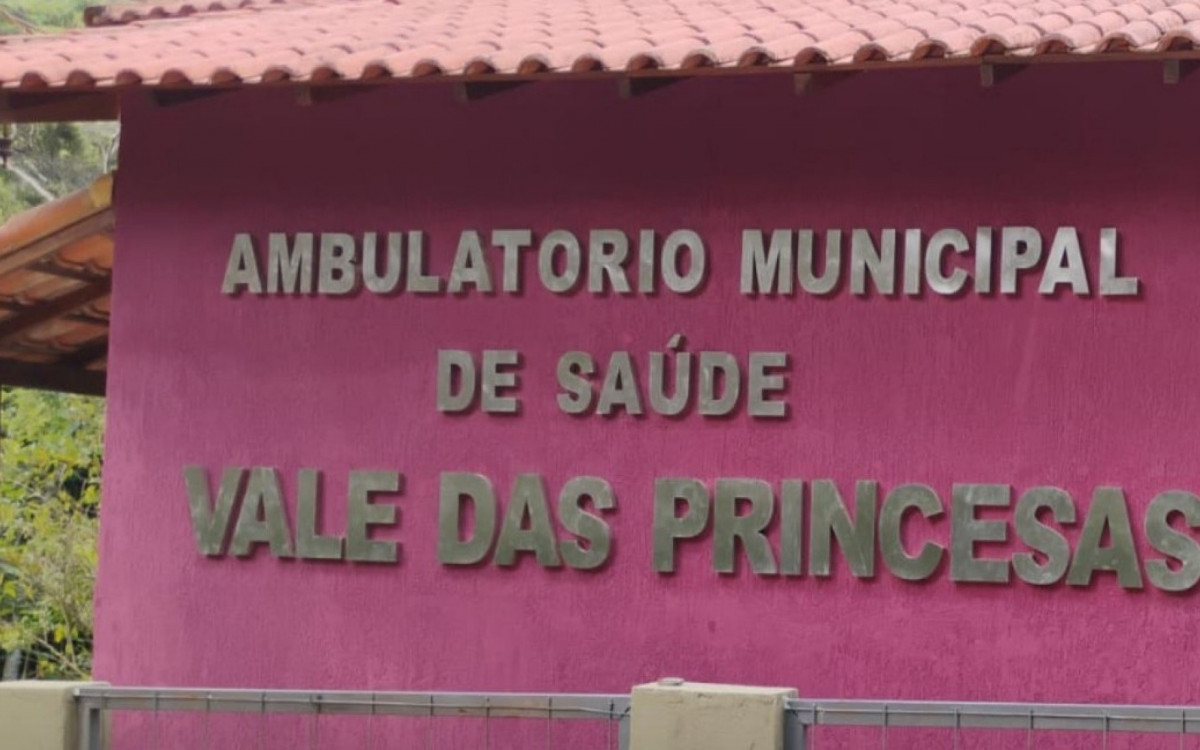 AMBULATORIO MUNICIPAL
DE SAÚDE
VALE DAS PRINCESAS